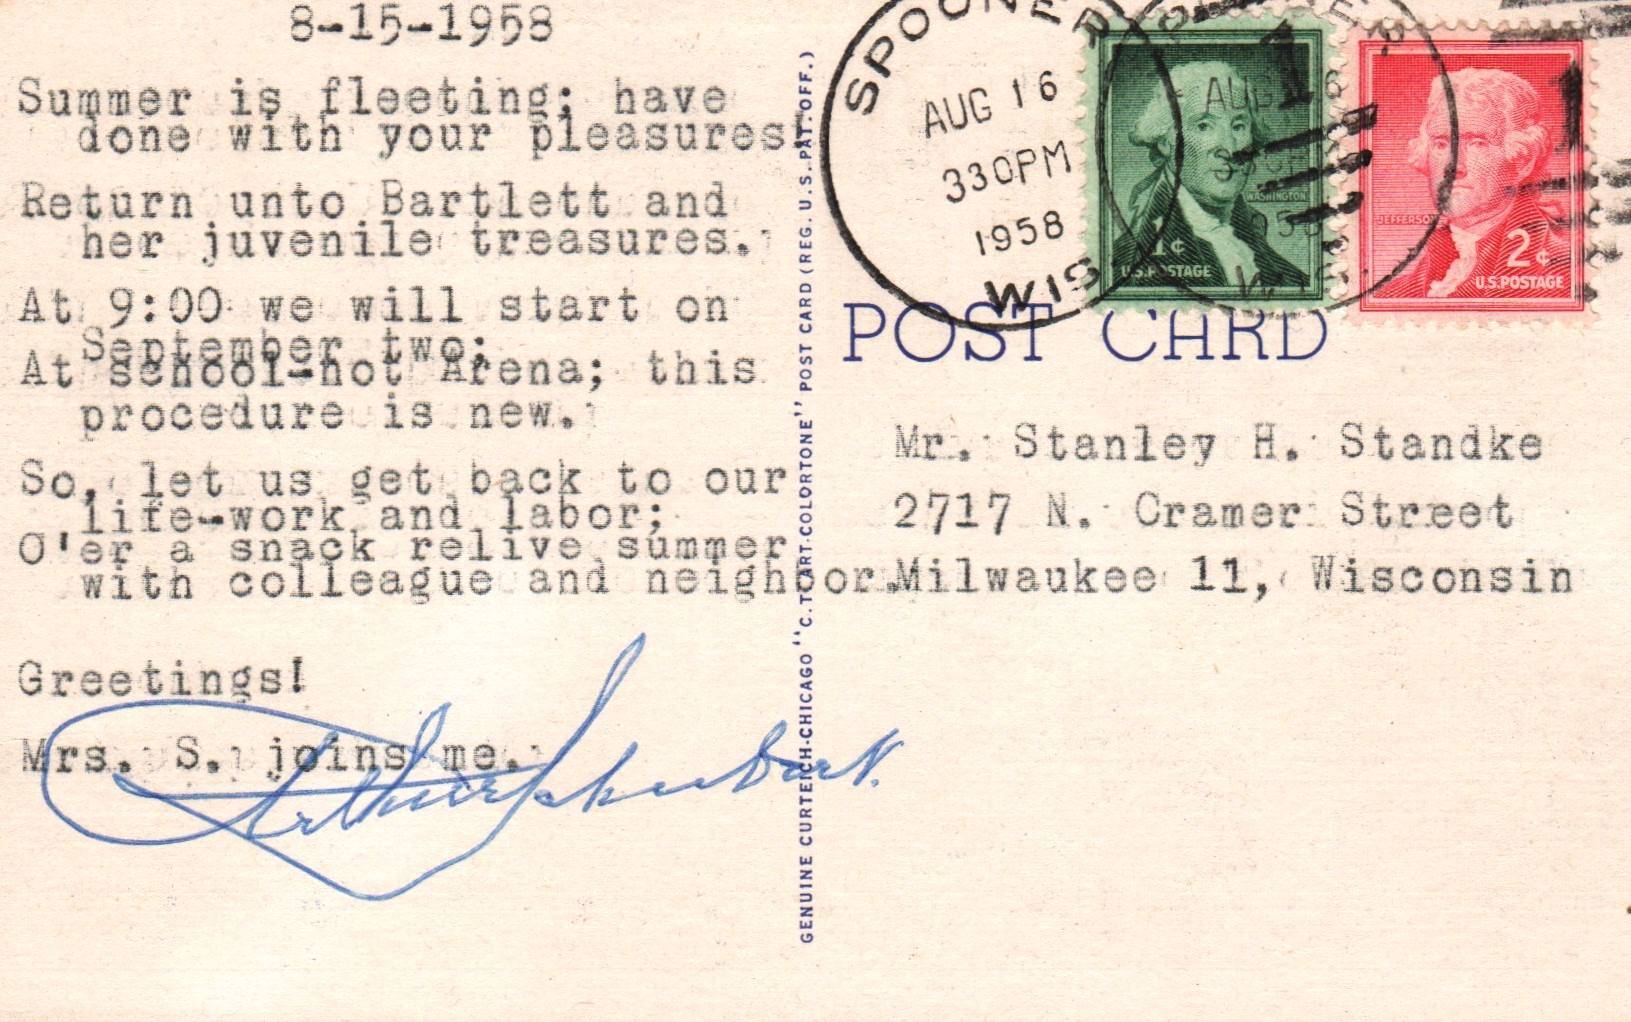 8-15-1958
Summer is fleeting; have
done with your pleasures!
Return unto Bartlett and
her juvenile treasures.
At 9:00 we will start on
September two;
At school-not Arena; this
procedure is new.
So, let us get back to our
life-work and labor;
O'er a snack relive summer
with colleague and neighbor.
Greetings!
Mrs. S. joins me.
Arthur Schubert.
GENUINE CURTEICH-CHICAGO "C.T. ART-COLORTONE" POST CARD (REG. U.S. PAT. OFF.)
SPOONER
AUG 16
330PM
1958
WIS.
WASHINGTON
1¢
U.S. POSTAGE
JEFFERSON
2¢
U.S. POSTAGE
POST CARD
Mr. Stanley H. Standke
2717 N. Cramer Street
Milwaukee 11, Wisconsin